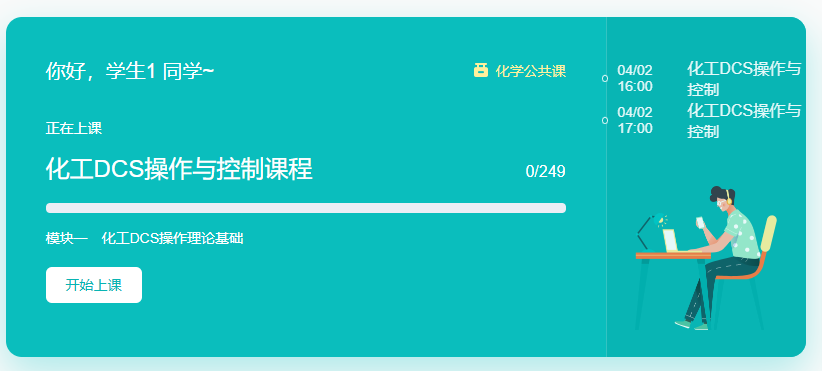 你好，学生1 同学~
化学公共课
正在上课
化工DCS操作与控制课程
0/249
模块一 化工DCS操作理论基础
开始上课
04/02
16:00
化工DCS操作与
控制
04/02
17:00
化工DCS操作与
控制